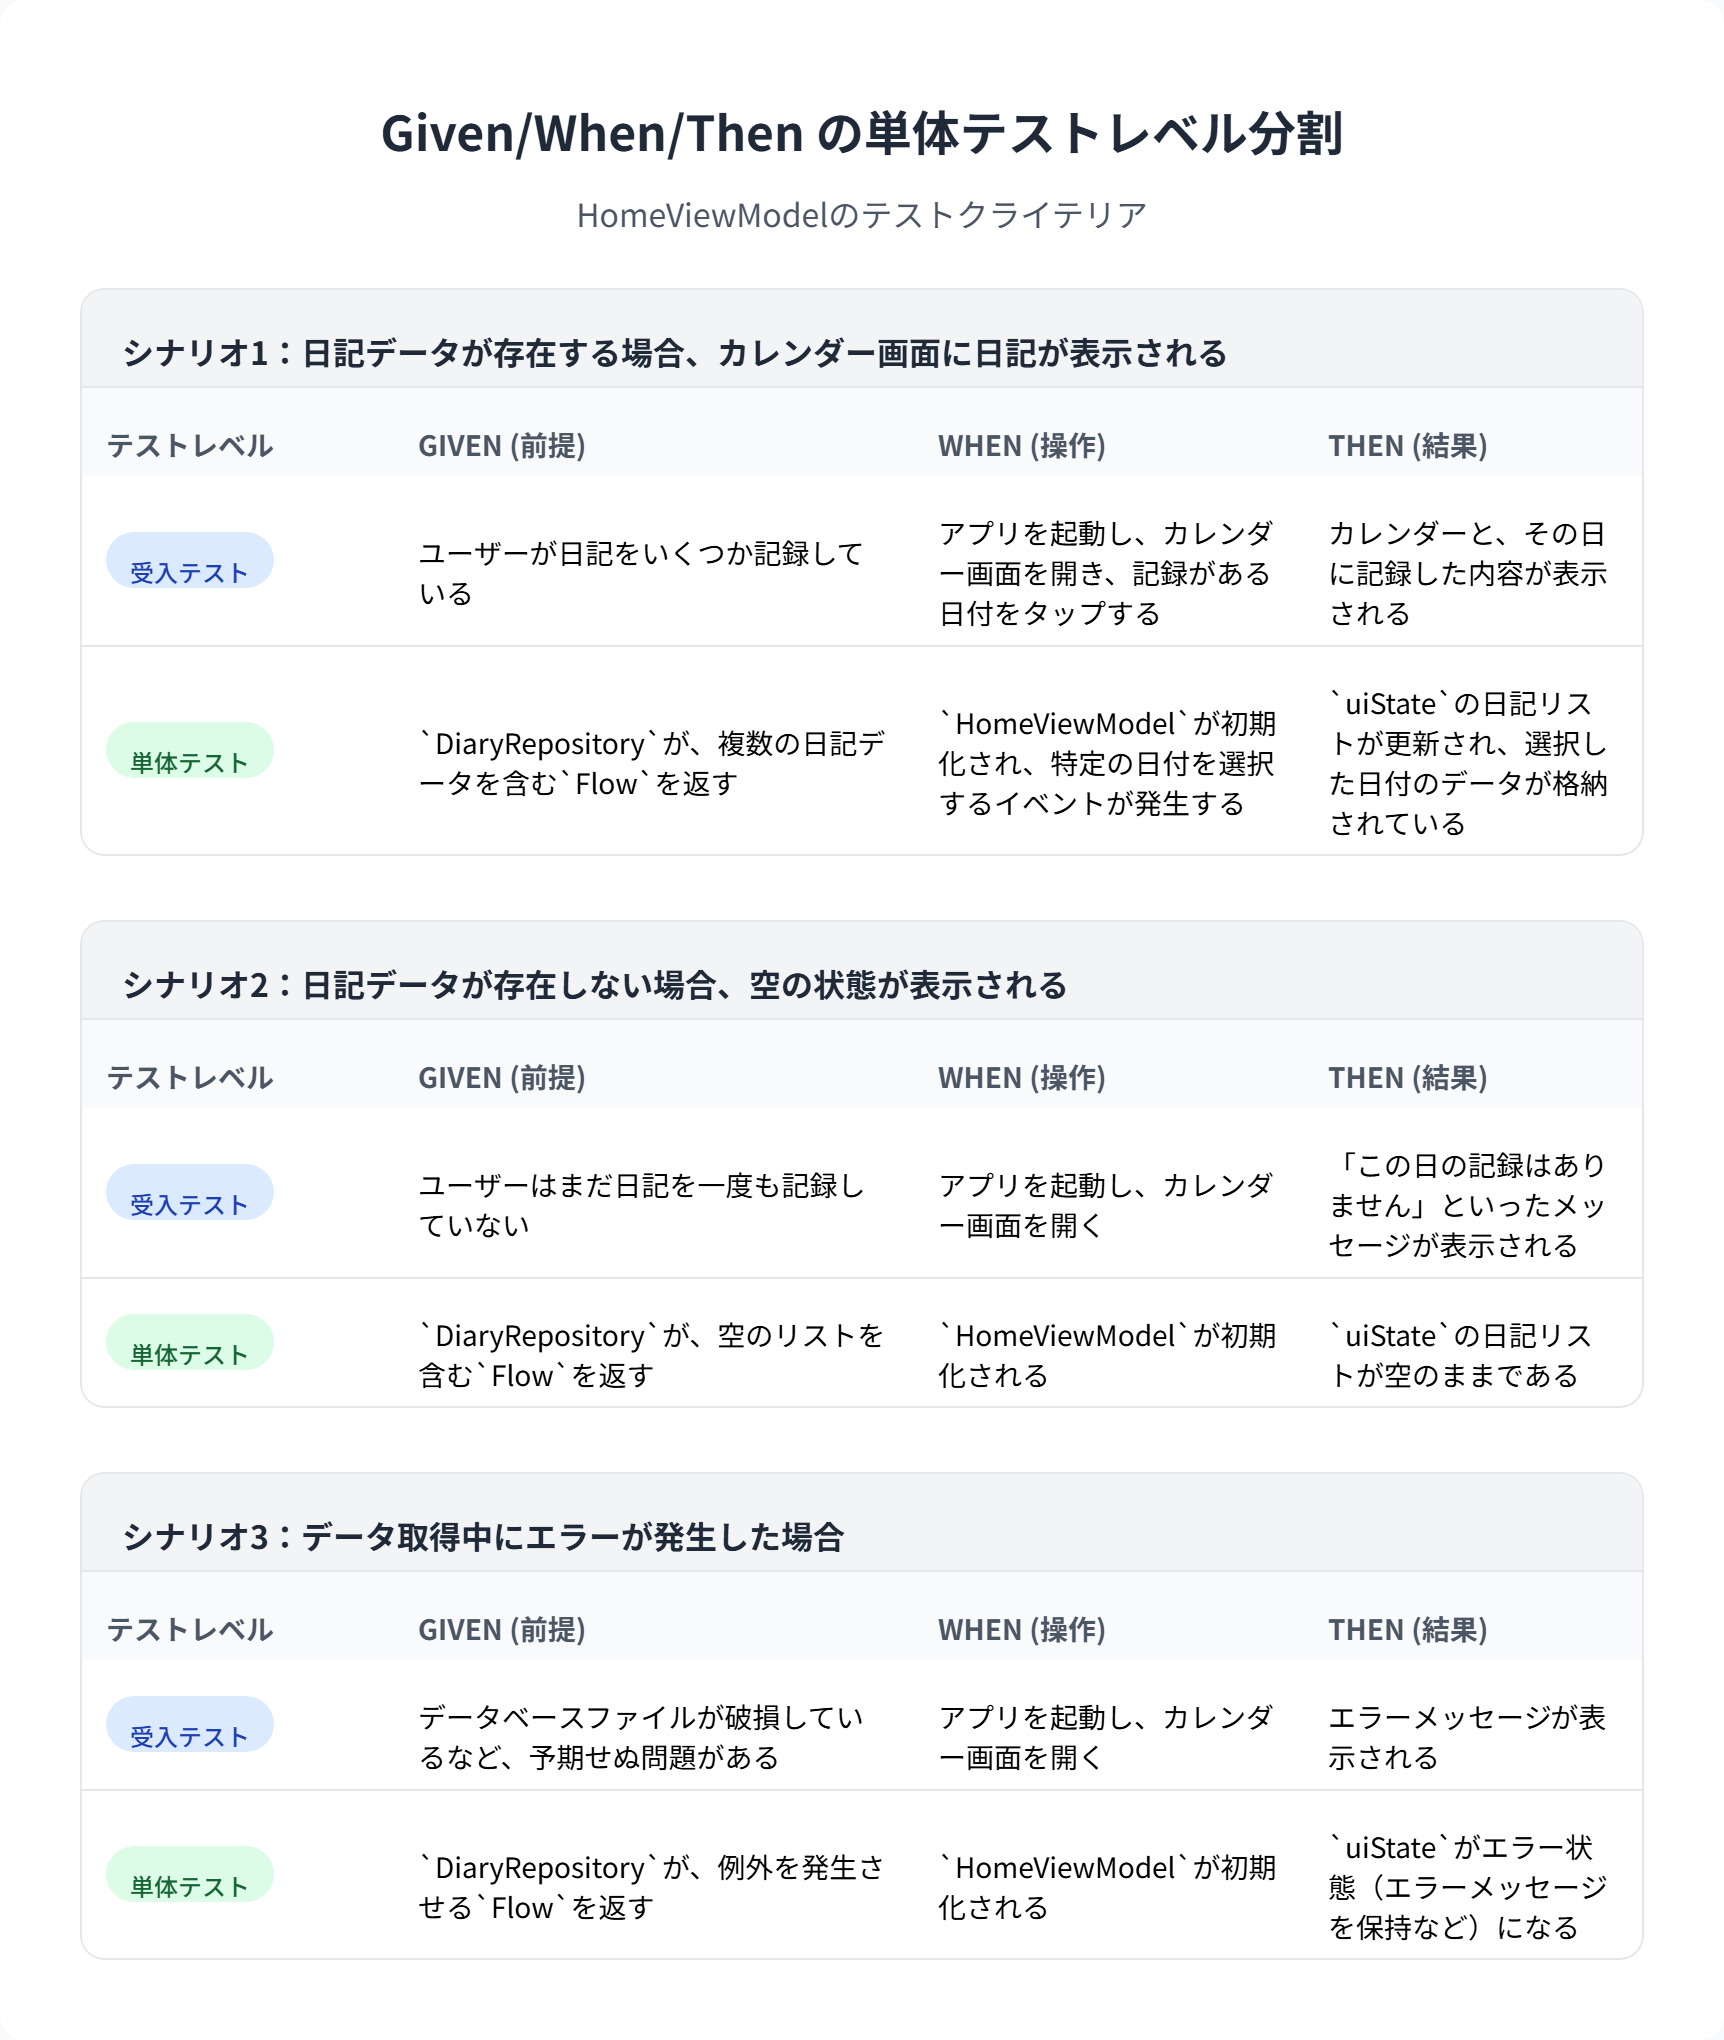 Given/When/Then の単体テストレベル分割
HomeViewModelのテストクライテリア
シナリオ1：日記データが存在する場合、カレンダー画面に日記が表示される
テストレベル
GIVEN (前提)
WHEN (操作)
THEN (結果)
受入テスト
ユーザーが日記をいくつか記録して
いる
アプリを起動し、カレンダ
ー画面を開き、記録がある
日付をタップする
カレンダーと、その日
に記録した内容が表示
される
単体テスト
`DiaryRepository`が、複数の日記デ
ータを含む`Flow`を返す
`HomeViewModel`が初期
化され、特定の日付を選択
するイベントが発生する
`uiState`の日記リス
トが更新され、選択し
た日付のデータが格納
されている
シナリオ2：日記データが存在しない場合、空の状態が表示される
テストレベル
GIVEN (前提)
WHEN (操作)
THEN (結果)
受入テスト
ユーザーはまだ日記を一度も記録し
ていない
アプリを起動し、カレンダ
ー画面を開く
「この日の記録はあり
ません」といったメッ
セージが表示される
単体テスト
`DiaryRepository`が、空のリストを
含む`Flow`を返す
`HomeViewModel`が初期
化される
`uiState`の日記リス
トが空のままである
シナリオ3：データ取得中にエラーが発生した場合
テストレベル
GIVEN (前提)
WHEN (操作)
THEN (結果)
受入テスト
データベースファイルが破損してい
るなど、予期せぬ問題がある
アプリを起動し、カレンダ
ー画面を開く
エラーメッセージが表
示される
単体テスト
`DiaryRepository`が、例外を発生さ
せる`Flow`を返す
`HomeViewModel`が初期
化される
`uiState`がエラー状
態（エラーメッセージ
を保持など）になる